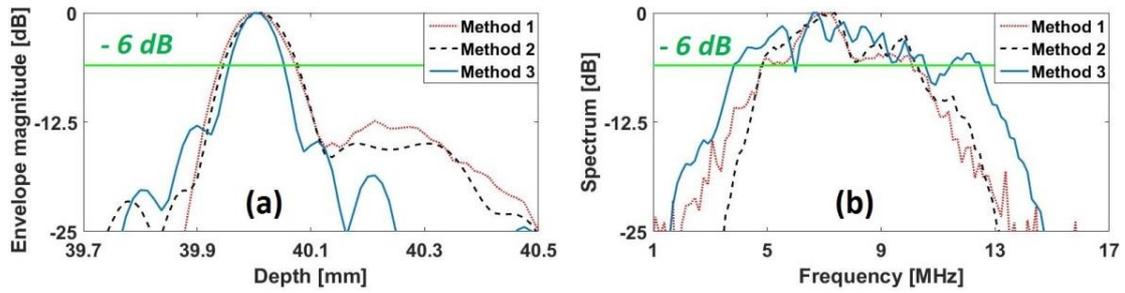 Envelope magnitude [dB]
0
-12.5
-25
- 6 dB
Method 1
Method 2
Method 3
(a)
39.7 39.9 40.1 40.3 40.5
Depth [mm]
Spectrum [dB]
0
-12.5
-25
- 6 dB
Method 1
Method 2
Method 3
(b)
1 5 9 13 17
Frequency [MHz]